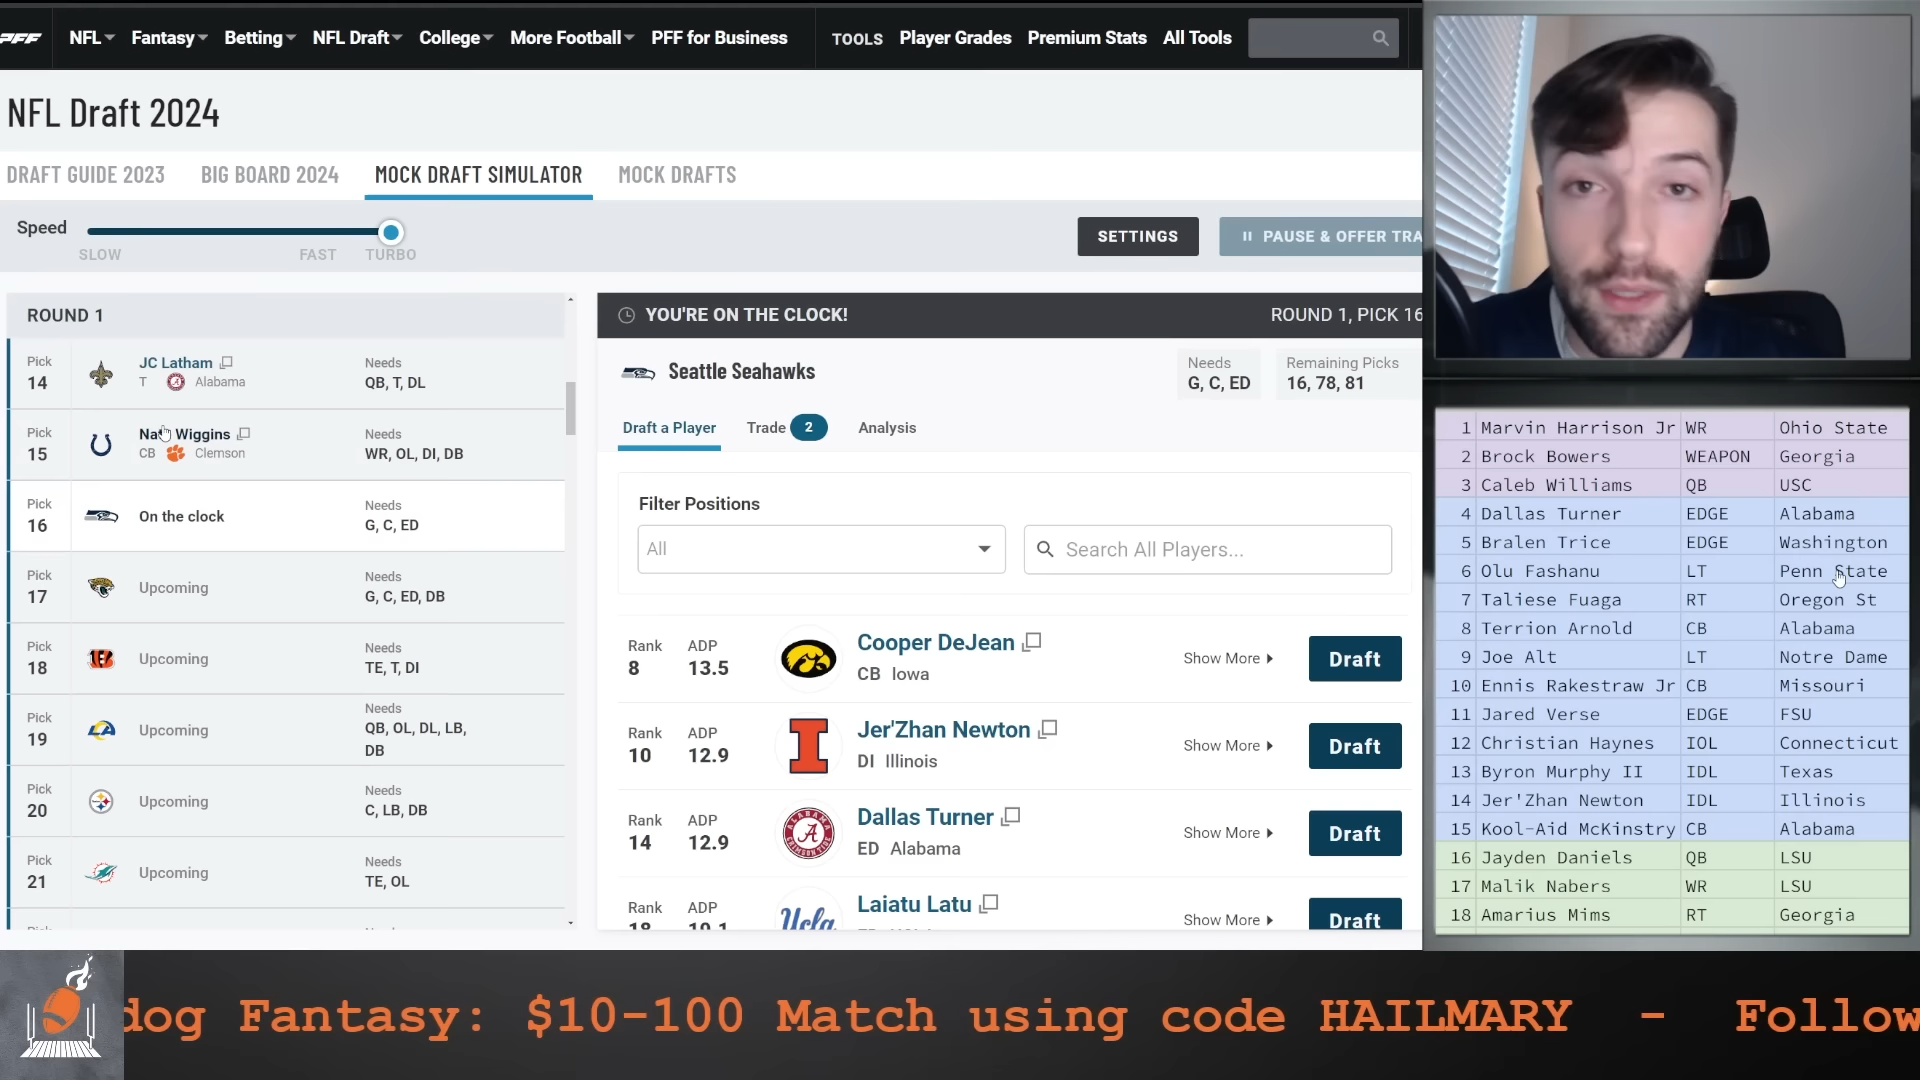 PFF NFL Fantasy Betting NFL Draft College More Football PFF for Business TOOLS Player Grades Premium Stats All Tools
NFL Draft 2024
DRAFT GUIDE 2023 BIG BOARD 2024 MOCK DRAFT SIMULATOR MOCK DRAFTS
Speed
SLOW FAST TURBO
SETTINGS
PAUSE & OFFER TRA
ROUND 1
Pick 14 JC Latham Needs
T Alabama QB, T, DL
Pick 15 Wiggins Needs
CB Clemson WR, OL, DI, DB
Pick 16 On the clock Needs
G, C, ED
Pick 17 Upcoming Needs
G, C, ED, DB
Pick 18 Upcoming Needs
TE, T, DI
Pick 19 Upcoming Needs
QB, OL, DL, LB,
DB
Pick 20 Upcoming Needs
C, LB, DB
Pick 21 Upcoming Needs
TE, OL
YOU'RE ON THE CLOCK! ROUND 1, PICK 16
Seattle Seahawks
Needs
G, C, ED
Remaining Picks
16, 78, 81
Draft a Player Trade 2 Analysis
Filter Positions
All
Search All Players...
Rank 8 ADP 13.5 Cooper DeJean Show More Draft
CB Iowa
Rank 10 ADP 12.9 Jer'Zhan Newton Show More Draft
DI Illinois
Rank 14 ADP 12.9 Dallas Turner Show More Draft
ED Alabama
Rank 18 ADP 19.1 Ucla Laiatu Latu Show More Draft
1 Marvin Harrison Jr WR Ohio State
2 Brock Bowers WEAPON Georgia
3 Caleb Williams QB USC
4 Dallas Turner EDGE Alabama
5 Bralen Trice EDGE Washington
6 Olu Fashanu LT Penn State
7 Taliese Fuaga RT Oregon St
8 Terrion Arnold CB Alabama
9 Joe Alt LT Notre Dame
10 Ennis Rakestraw Jr CB Missouri
11 Jared Verse EDGE FSU
12 Christian Haynes IOL Connecticut
13 Byron Murphy II IDL Texas
14 Jer'Zhan Newton IDL Illinois
15 Kool-Aid McKinstry CB Alabama
16 Jayden Daniels QB LSU
17 Malik Nabers WR LSU
18 Amarius Mims RT Georgia
dog Fantasy: $10-100 Match using code HAILMARY - Follow